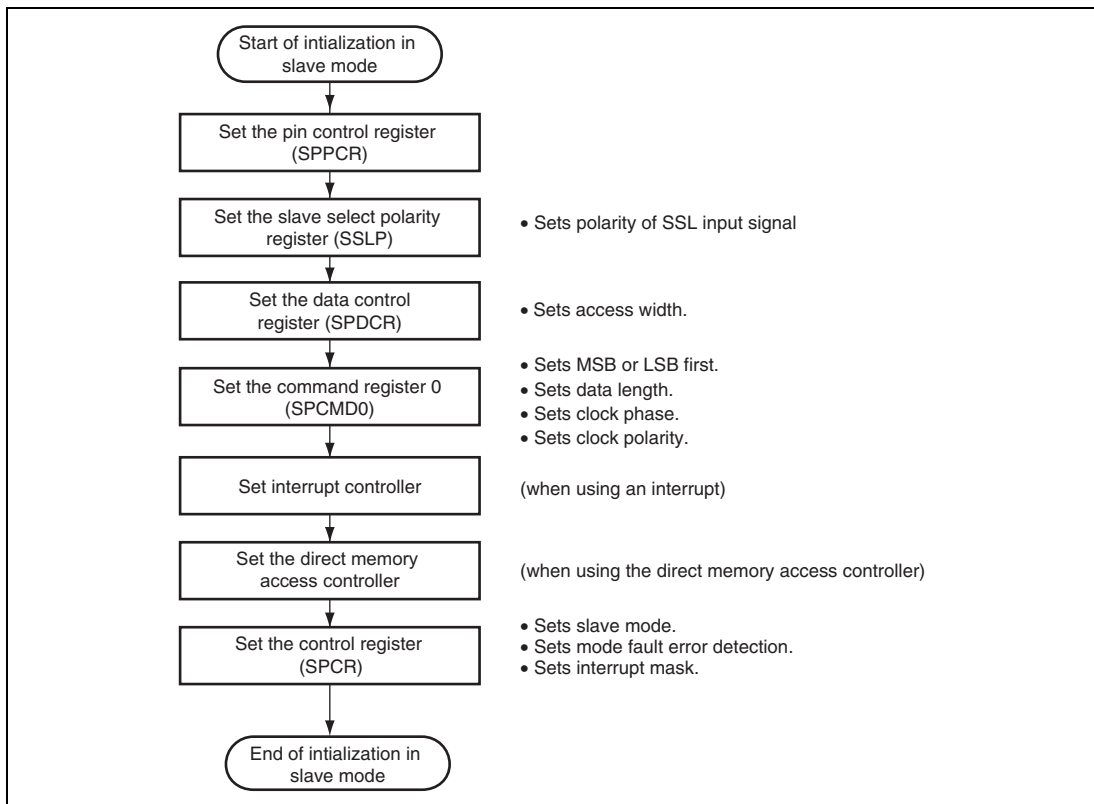 Start of intialization in
slave mode
Set the pin control register
(SPPCR)
Set the slave select polarity
register (SSLP)
• Sets polarity of SSL input signal
Set the data control
register (SPDCR)
• Sets access width.
Set the command register 0
(SPCMD0)
• Sets MSB or LSB first.
• Sets data length.
• Sets clock phase.
• Sets clock polarity.
Set interrupt controller
(when using an interrupt)
Set the direct memory
access controller
(when using the direct memory access controller)
Set the control register
(SPCR)
• Sets slave mode.
• Sets mode fault error detection.
• Sets interrupt mask.
End of intialization in
slave mode